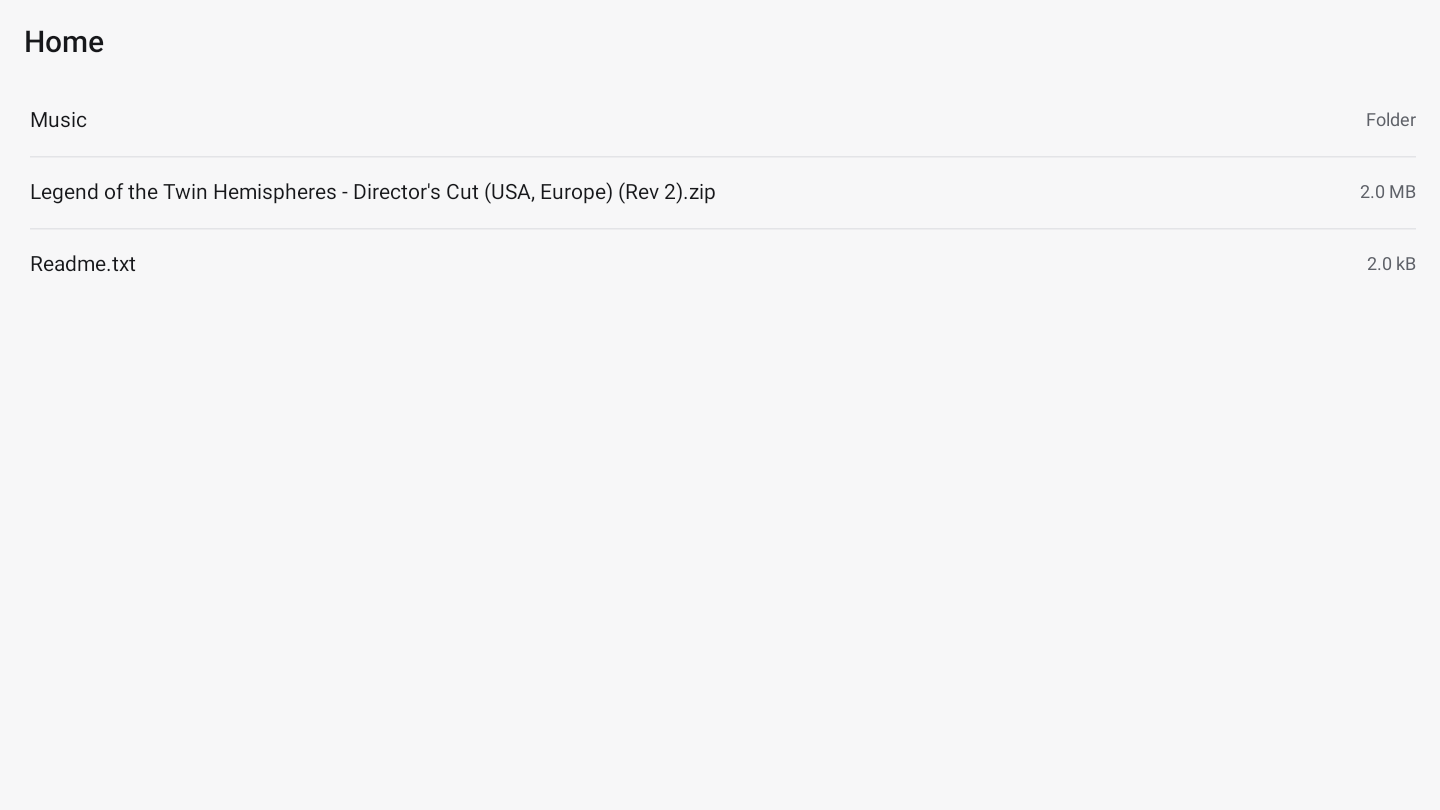 Home
Music Folder
Legend of the Twin Hemispheres - Director's Cut (USA, Europe) (Rev 2).zip 2.0 MB
Readme.txt 2.0 kB